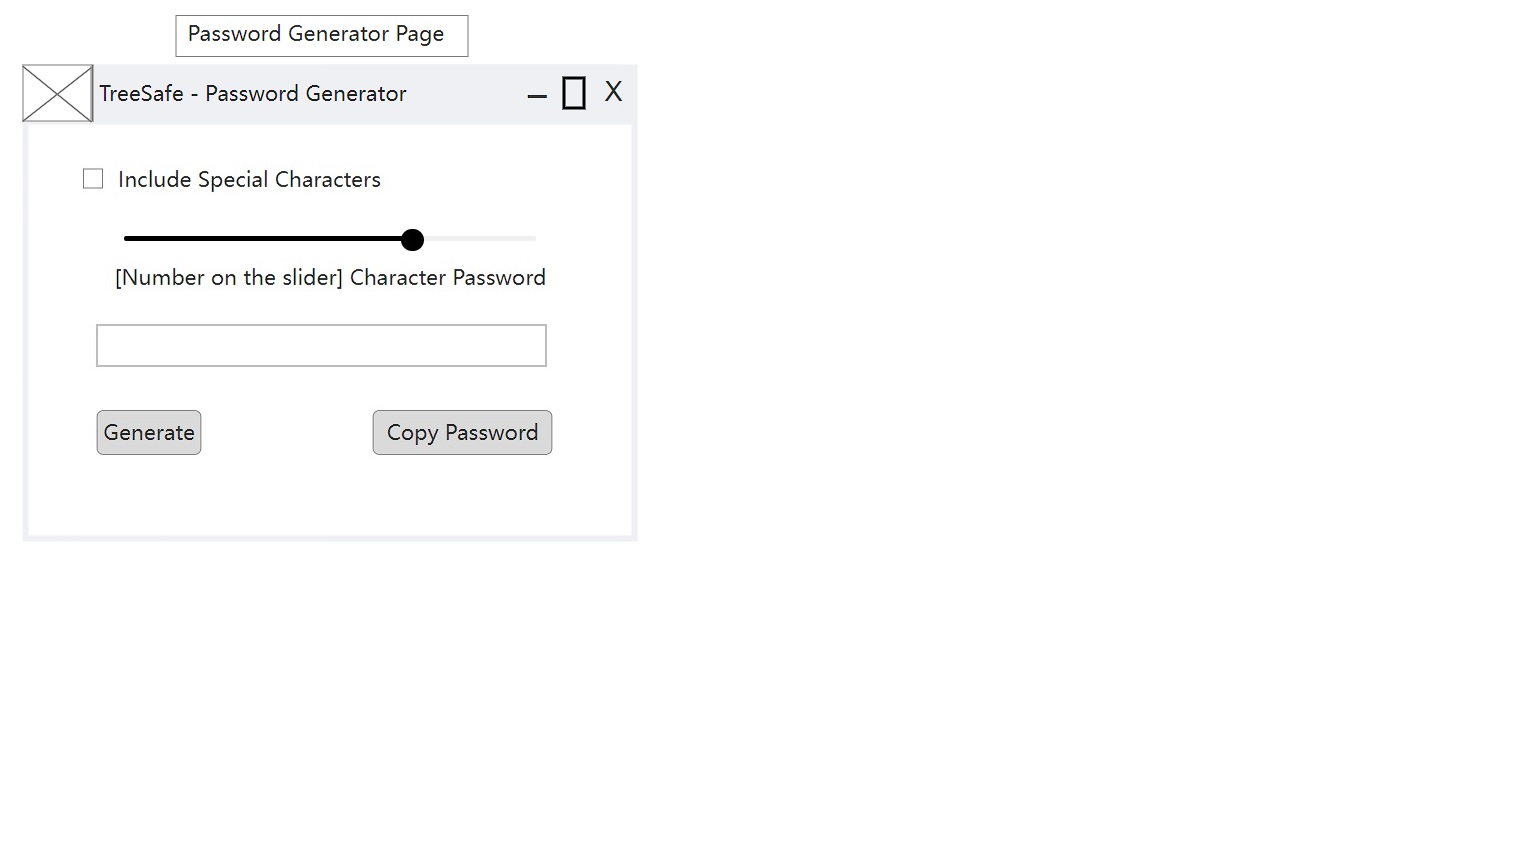 Password Generator Page
TreeSafe - Password Generator
X
Include Special Characters
[Number on the slider] Character Password
Generate
Copy Password